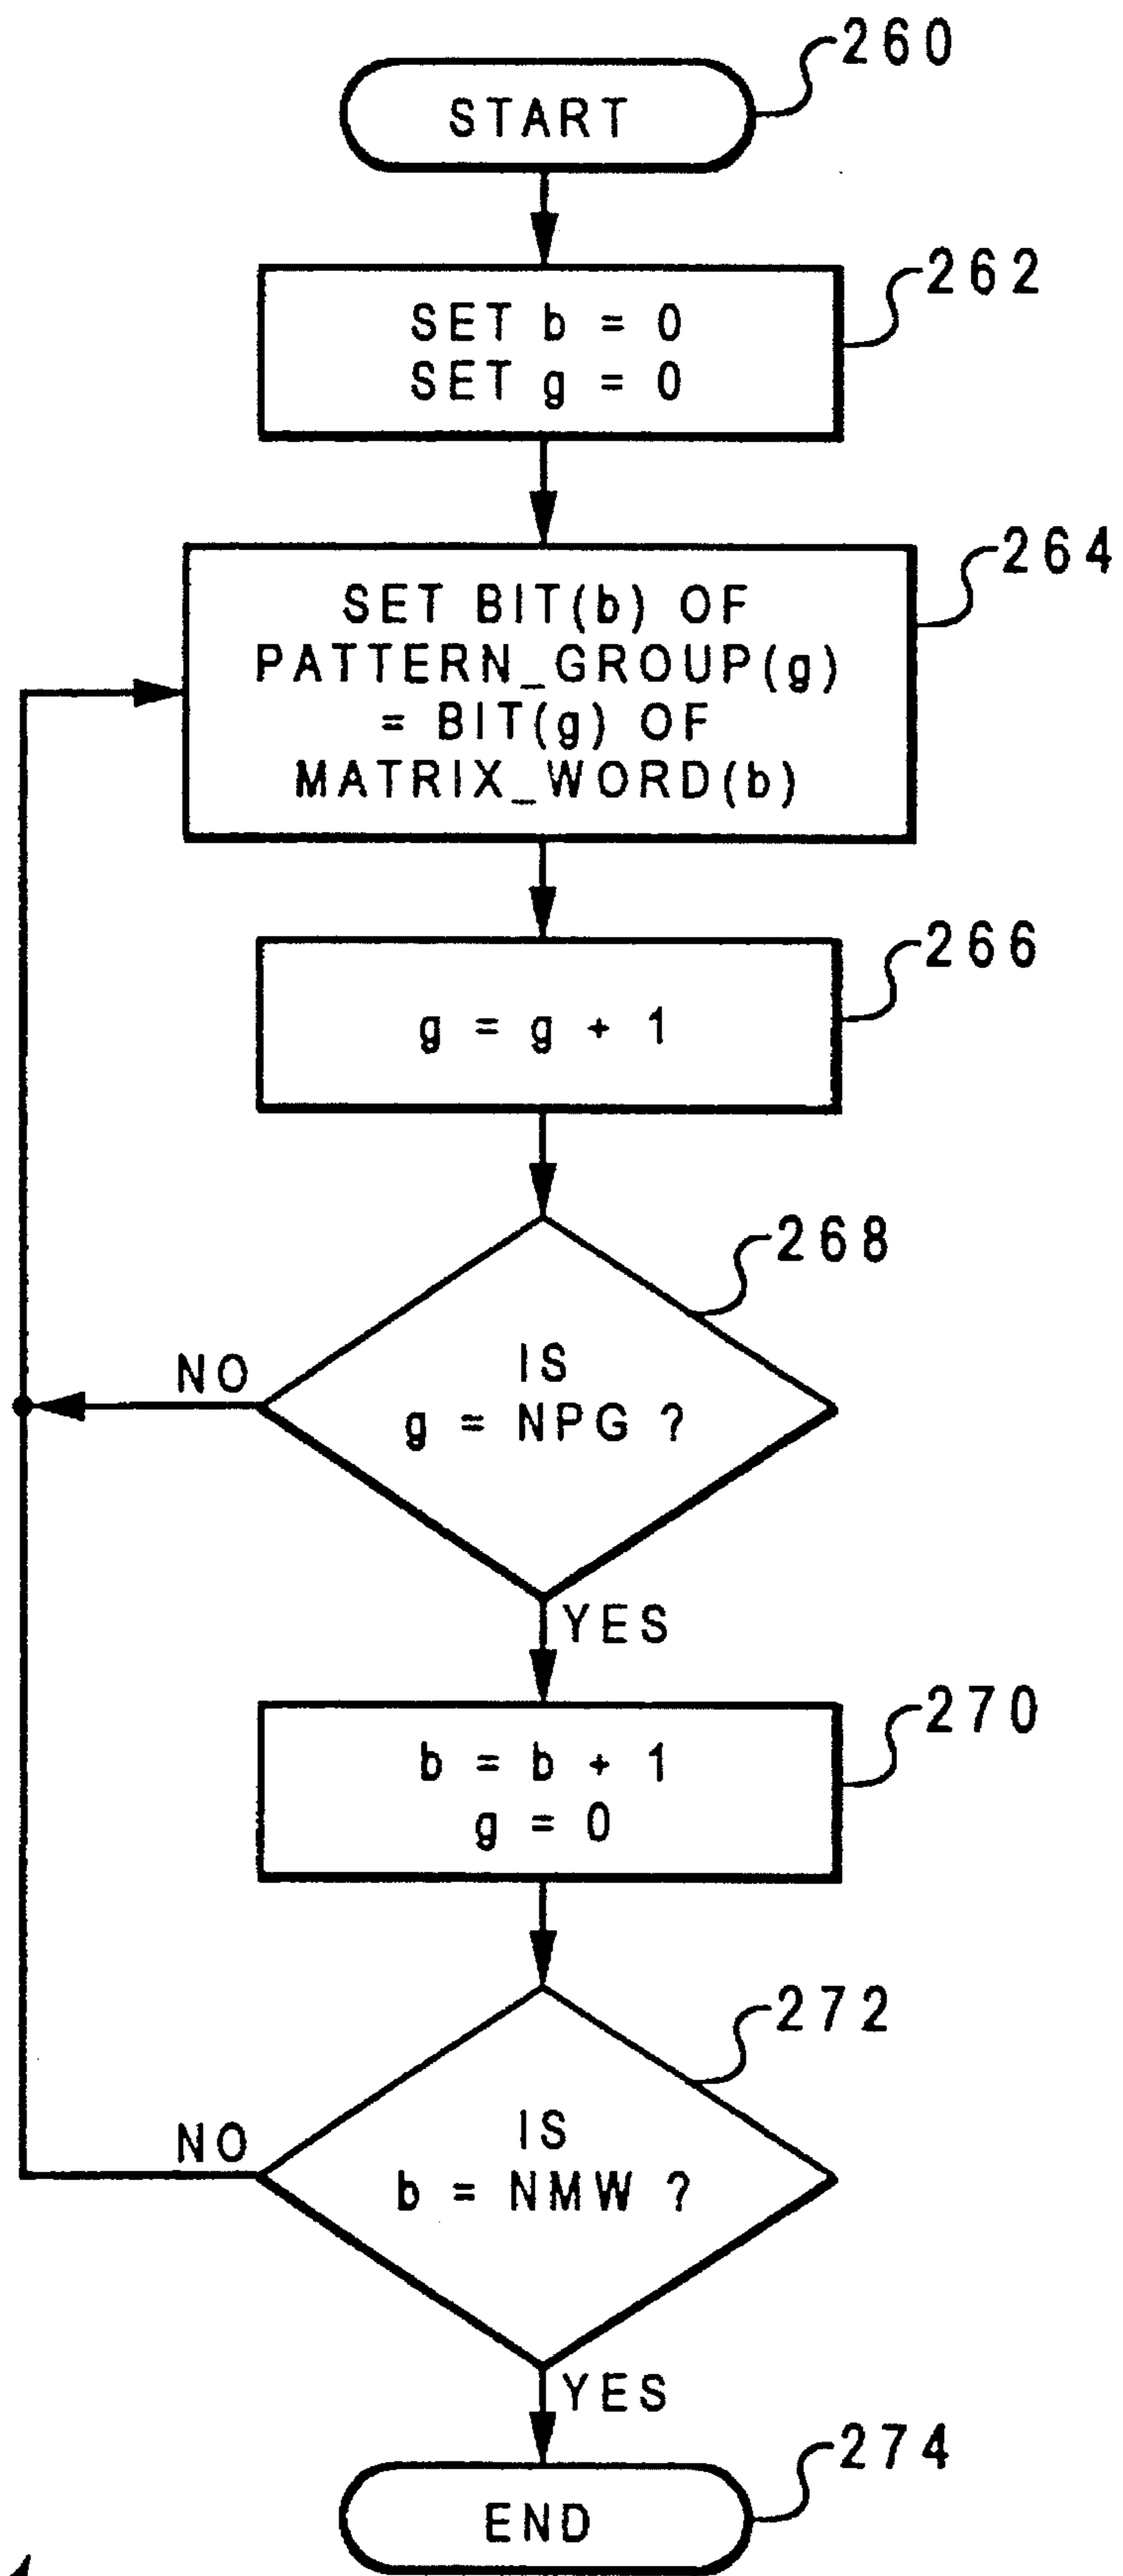 260
START
262
SET b = 0
SET g = 0
264
SET BIT(b) OF
PATTERN_GROUP(g)
= BIT(g) OF
MATRIX_WORD(b)
266
g = g + 1
268
IS
g = NPG ?
NO
YES
270
b = b + 1
g = 0
272
IS
b = NMW ?
NO
YES
274
END